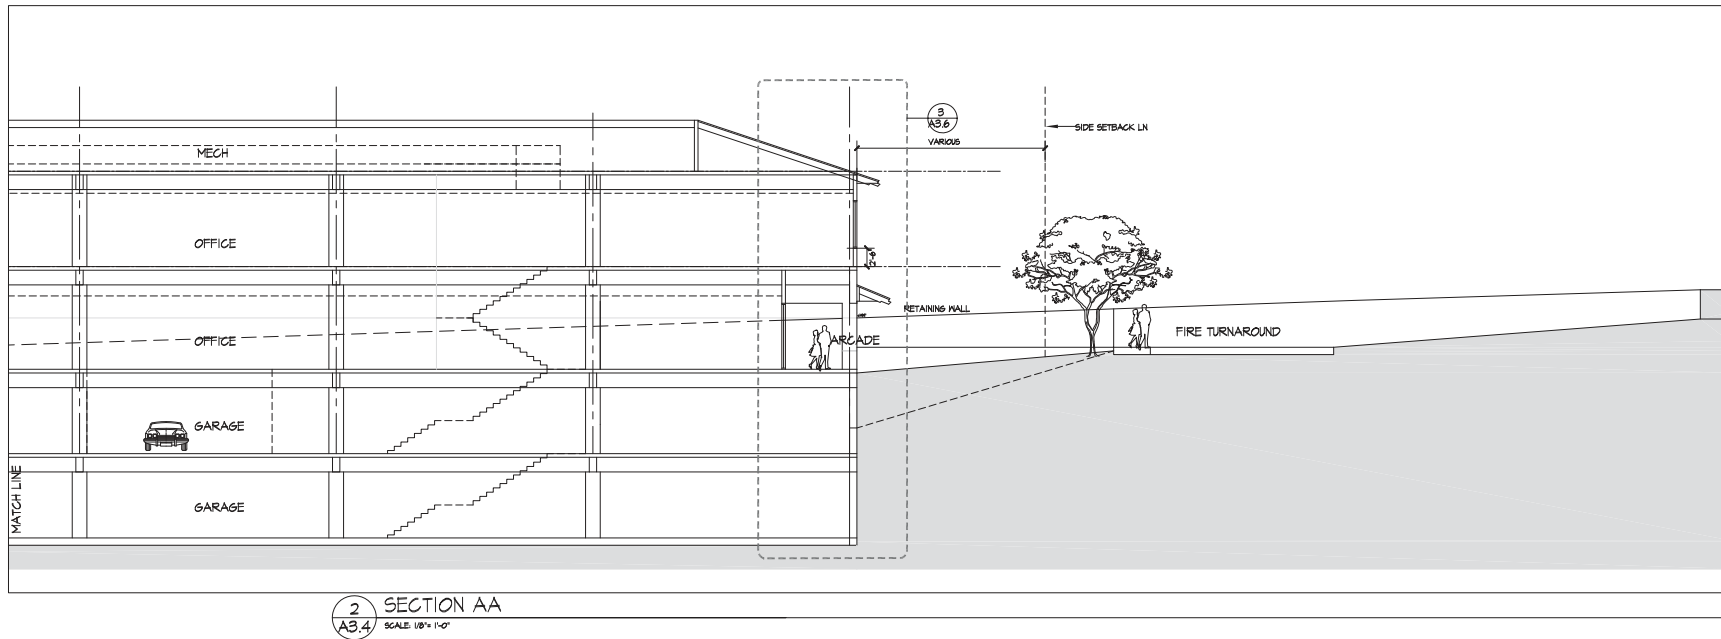 3
A3.6
SIDE SETBACK LN
VARIOUS
MECH
OFFICE
2'-8"
RETAINING WALL
FIRE TURNAROUND
OFFICE
ARCADE
GARAGE
MATCH LINE
GARAGE
2
A3.4
SECTION AA
SCALE: 1/8"= 1'-0"